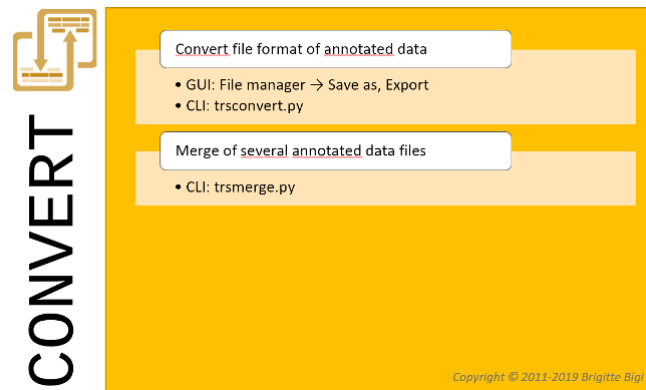 CONVERT
Convert file format of annotated data
• GUI: File manager → Save as, Export
• CLI: trsconvert.py
Merge of several annotated data files
• CLI: trsmerge.py
Copyright © 2011-2019 Brigitte Bigi